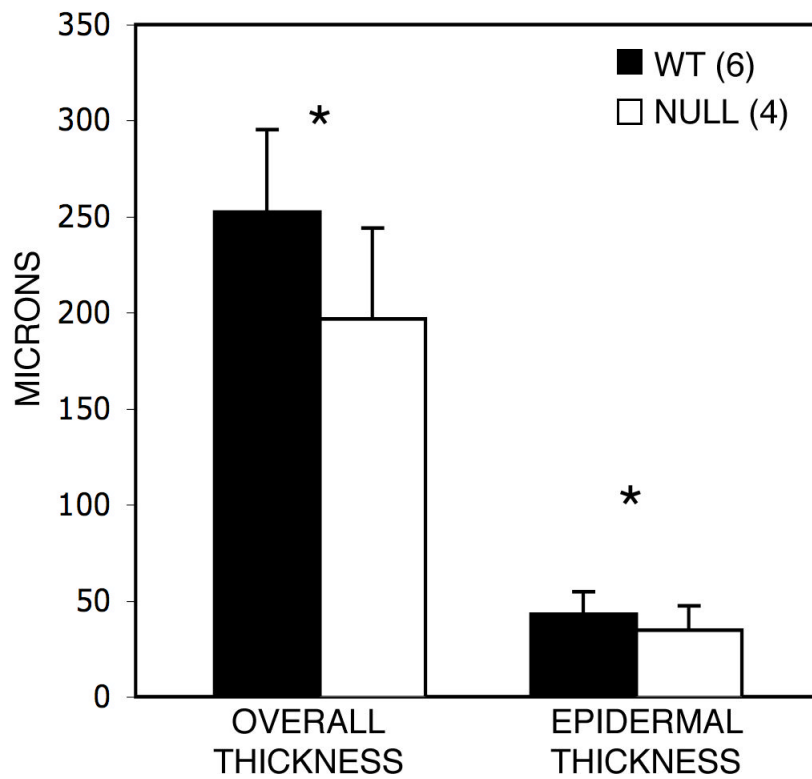 350
300
250
200
150
100
50
0
MICRONS
WT (6)
NULL (4)
*
*
OVERALL
THICKNESS
EPIDERMAL
THICKNESS